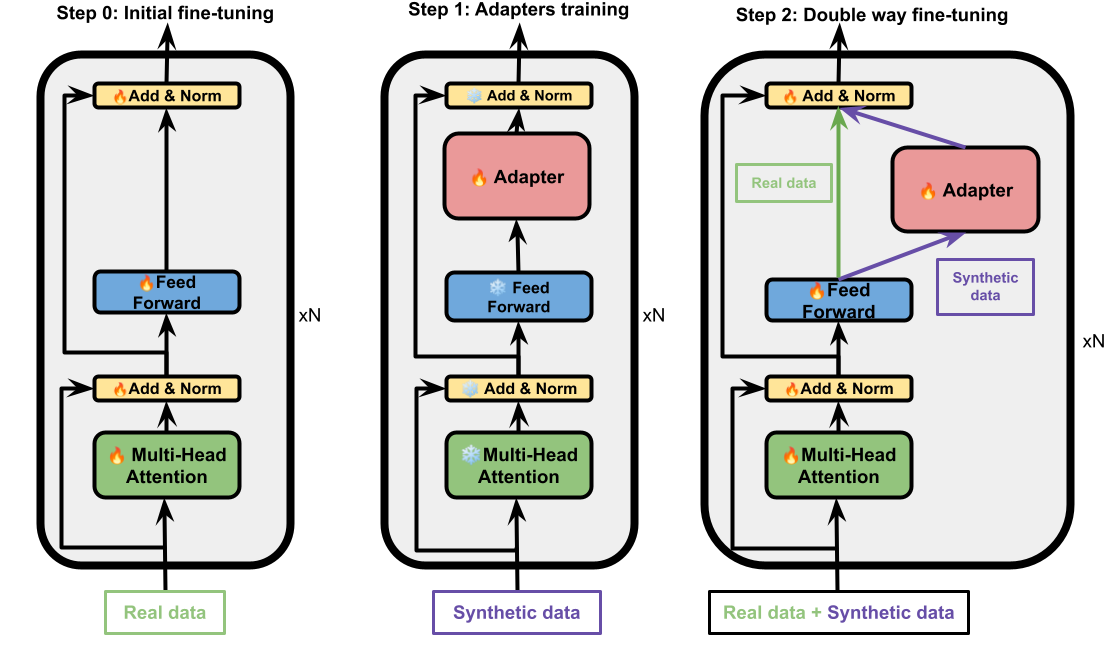 Step 0: Initial fine-tuning
Add & Norm
Feed
Forward
xN
Add & Norm
Multi-Head
Attention
Real data
Step 1: Adapters training
Add & Norm
Adapter
Feed
Forward
xN
Add & Norm
Multi-Head
Attention
Synthetic data
Step 2: Double way fine-tuning
Add & Norm
Real data
Adapter
Synthetic
data
Feed
Forward
xN
Add & Norm
Multi-Head
Attention
Real data + Synthetic data